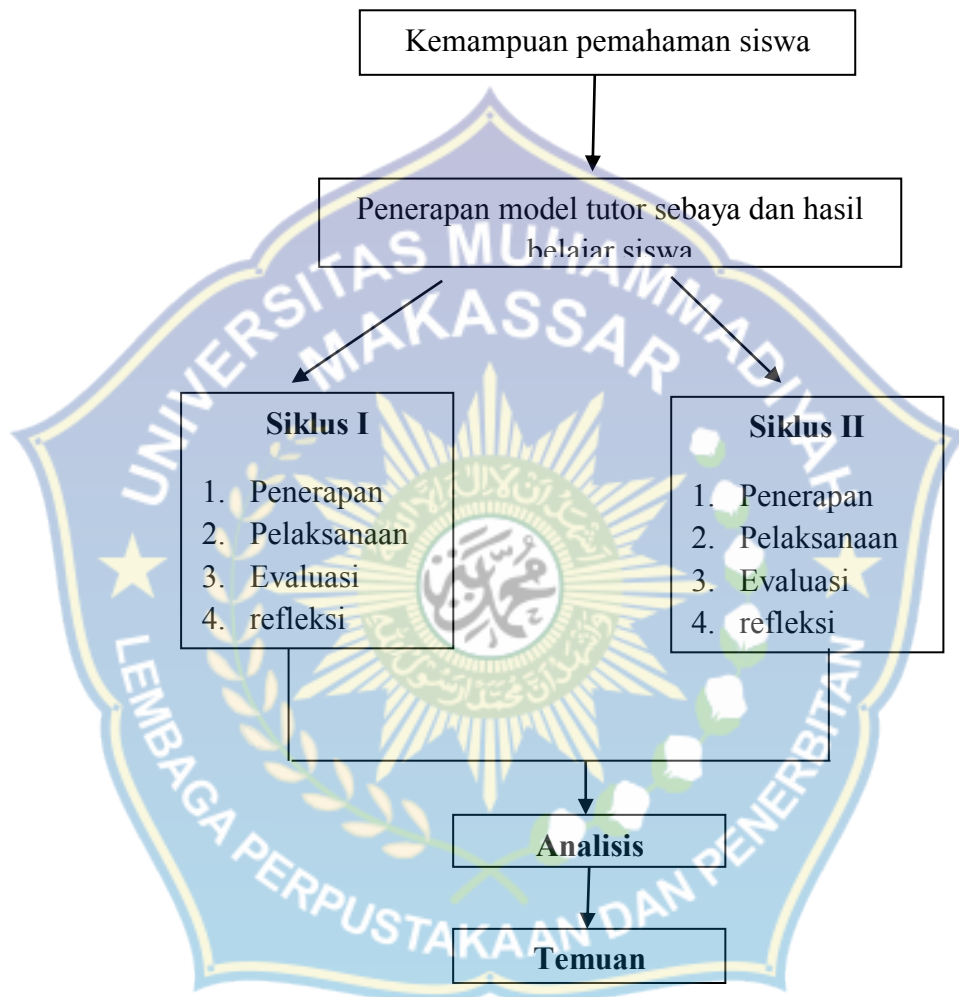 Kemampuan pemahaman siswa
Penerapan model tutor sebaya dan hasil
belajar siswa
UNIVERSITAS MUHAMMADIYAH
MAKASSAR
Siklus I
1. Penerapan
2. Pelaksanaan
3. Evaluasi
4. refleksi
Siklus II
1. Penerapan
2. Pelaksanaan
3. Evaluasi
4. refleksi
محمد
LEMBAGA PERPUSTAKAAN DAN PENERBITAN
Analisis
Temuan